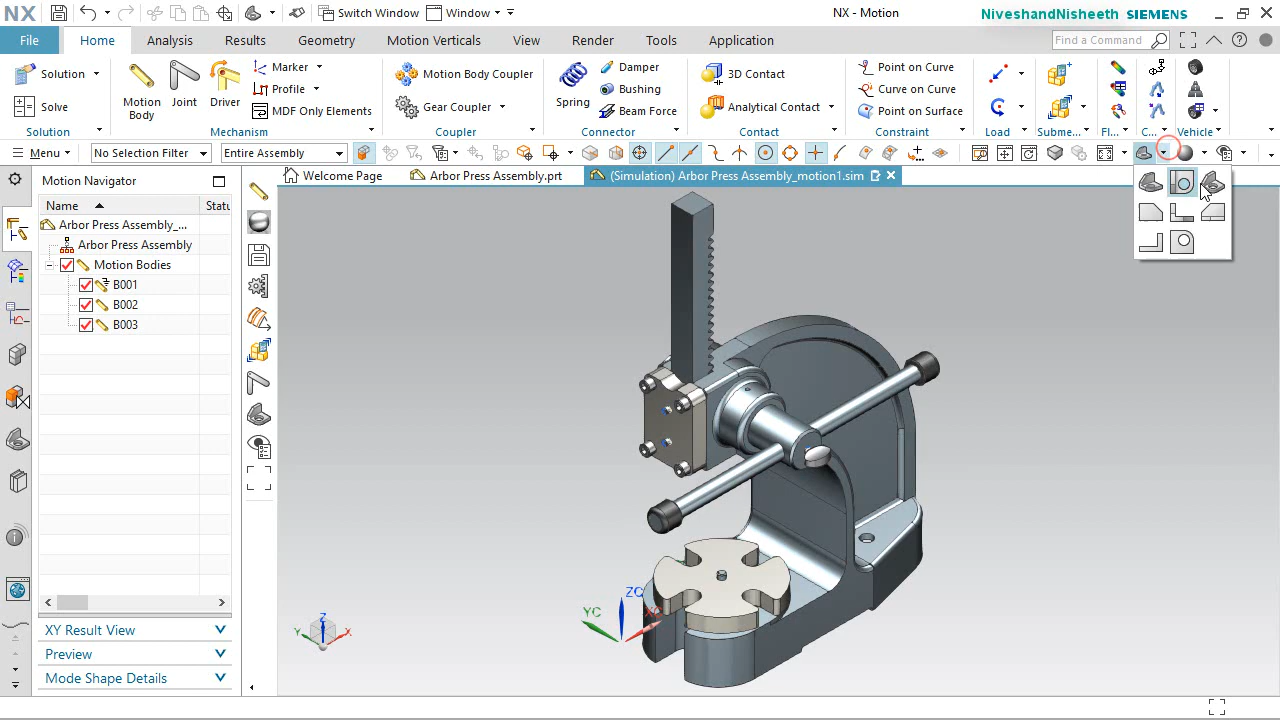 NX
Switch Window
Window
NX - Motion
NiveshandNisheeth SIEMENS
File
Home
Analysis
Results
Geometry
Motion Verticals
View
Render
Tools
Application
Find a Command
Solution
Solve
Solution
Motion Body
Joint
Driver
Marker
Profile
MDF Only Elements
Mechanism
Motion Body Coupler
Gear Coupler
Coupler
Spring
Damper
Bushing
Beam Force
Connector
3D Contact
Analytical Contact
Contact
Point on Curve
Curve on Curve
Point on Surface
Constraint
Load
Subme...
Fl...
C...
Vehicle
Menu
No Selection Filter
Entire Assembly
Motion Navigator
Welcome Page
Arbor Press Assembly.prt
(Simulation) Arbor Press Assembly_motion1.sim
Name
Statu
Arbor Press Assembly_...
Arbor Press Assembly
Motion Bodies
B001
B002
B003
ZC
YC
XC
Z
Y
X
XY Result View
Preview
Mode Shape Details